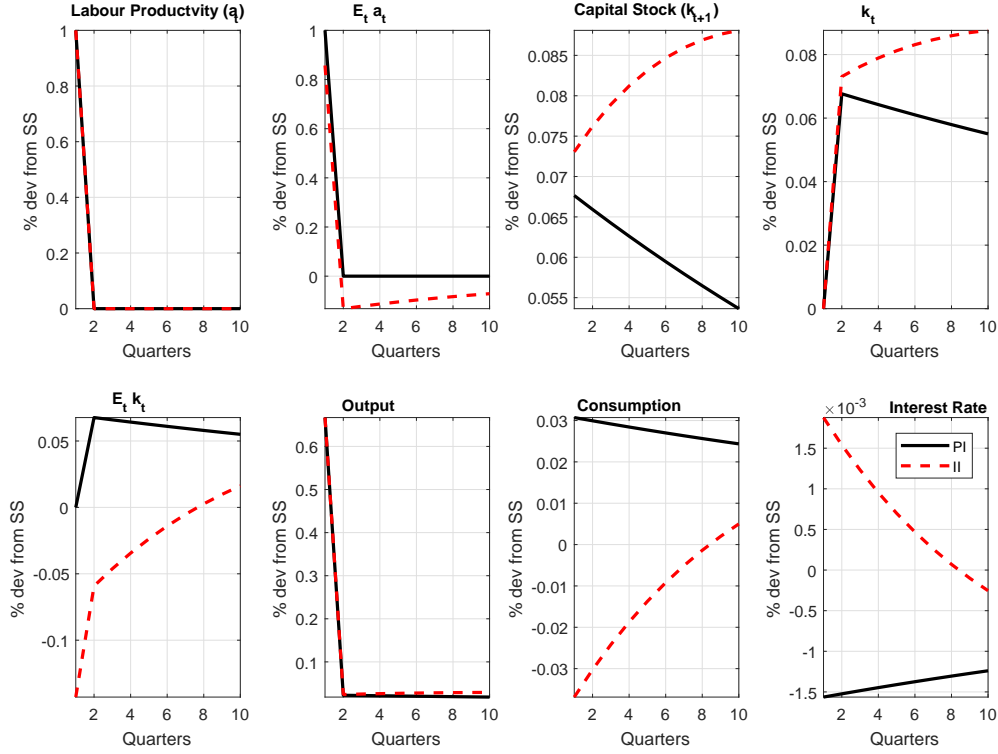 Labour Productvity (a_t)
E_t a_t
Capital Stock (k_{t+1})
k_t
% dev from SS
1
0.8
0.6
0.4
0.2
0
2 4 6 8 10
Quarters
% dev from SS
1
0.8
0.6
0.4
0.2
0
2 4 6 8 10
Quarters
% dev from SS
0.085
0.08
0.075
0.07
0.065
0.06
0.055
2 4 6 8 10
Quarters
% dev from SS
0.08
0.06
0.04
0.02
0
2 4 6 8 10
Quarters
E_t k_t
Output
Consumption
Interest Rate
% dev from SS
0.05
0
-0.05
-0.1
2 4 6 8 10
Quarters
% dev from SS
0.6
0.5
0.4
0.3
0.2
0.1
2 4 6 8 10
Quarters
% dev from SS
0.03
0.02
0.01
0
-0.01
-0.02
-0.03
2 4 6 8 10
Quarters
×10^{-3}
% dev from SS
1.5
1
0.5
0
-0.5
-1
-1.5
2 4 6 8 10
Quarters
PI
II